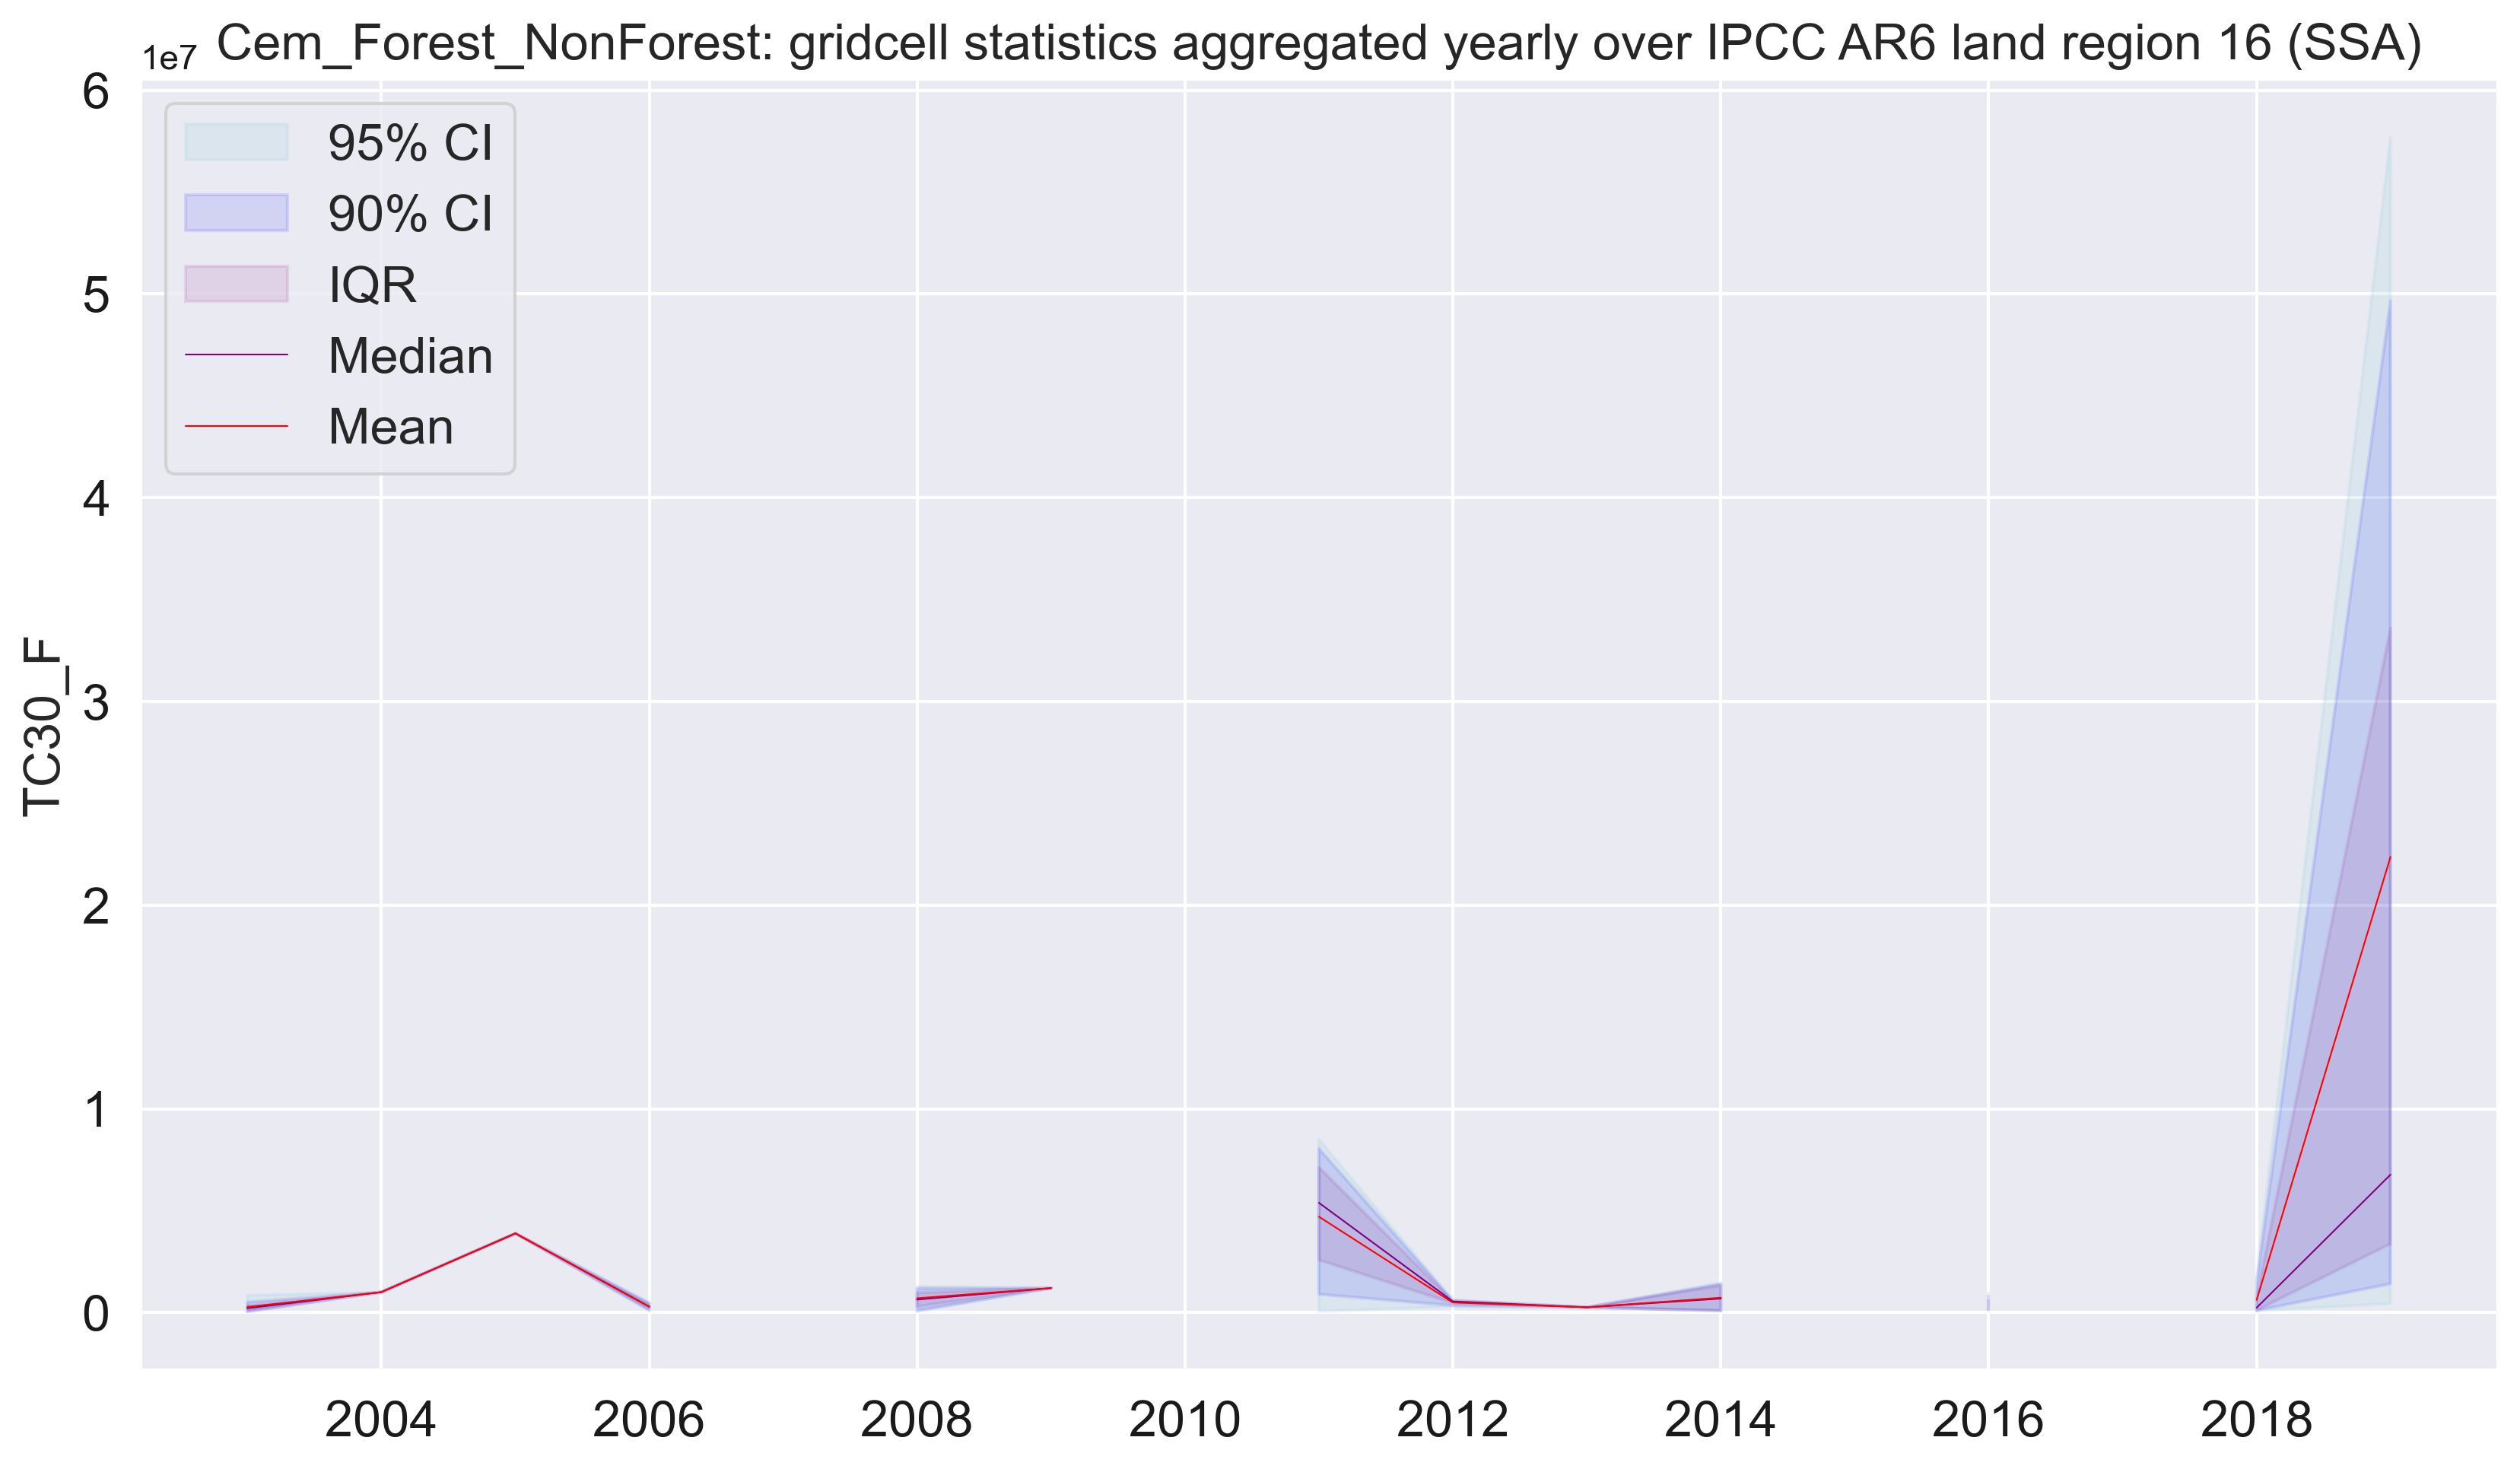 1e7 Cem_Forest_NonForest: gridcell statistics aggregated yearly over IPCC AR6 land region 16 (SSA)
6
95% CI
90% CI
5
IQR
Median
Mean
4
TC30_F
3
2
1
0
2004 2006 2008 2010 2012 2014 2016 2018